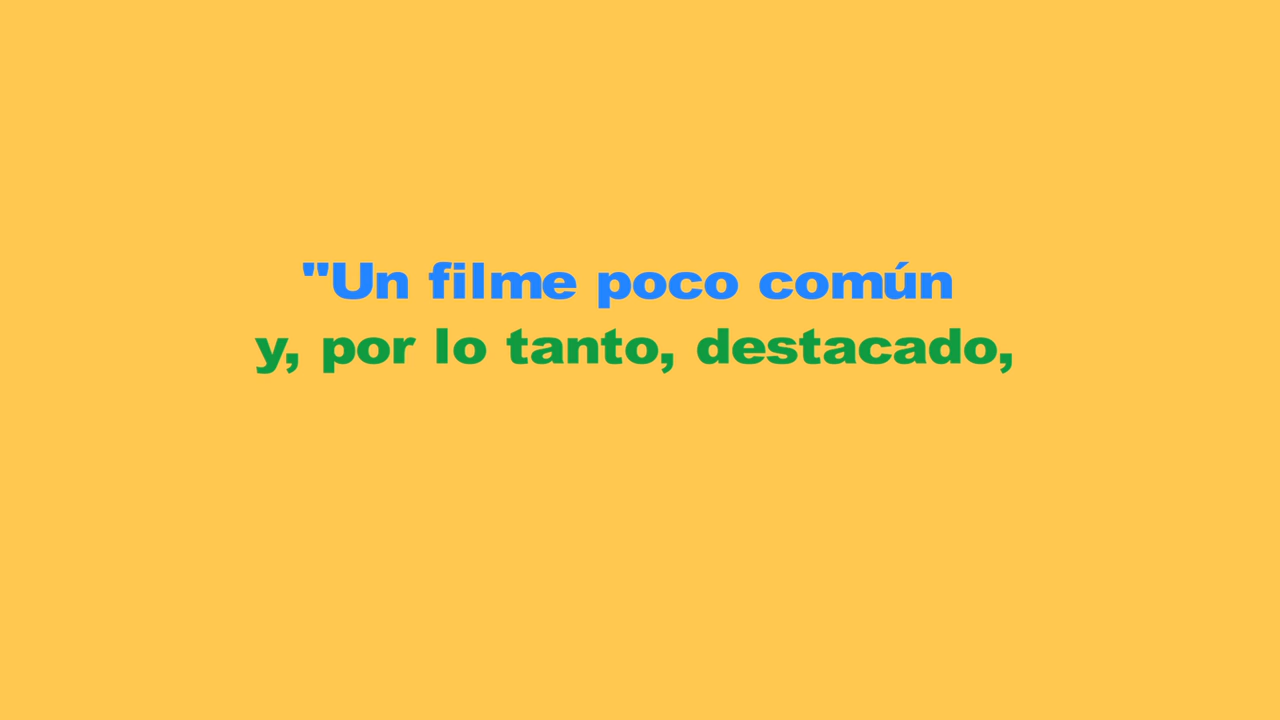 "Un filme poco común
y, por lo tanto, destacado,